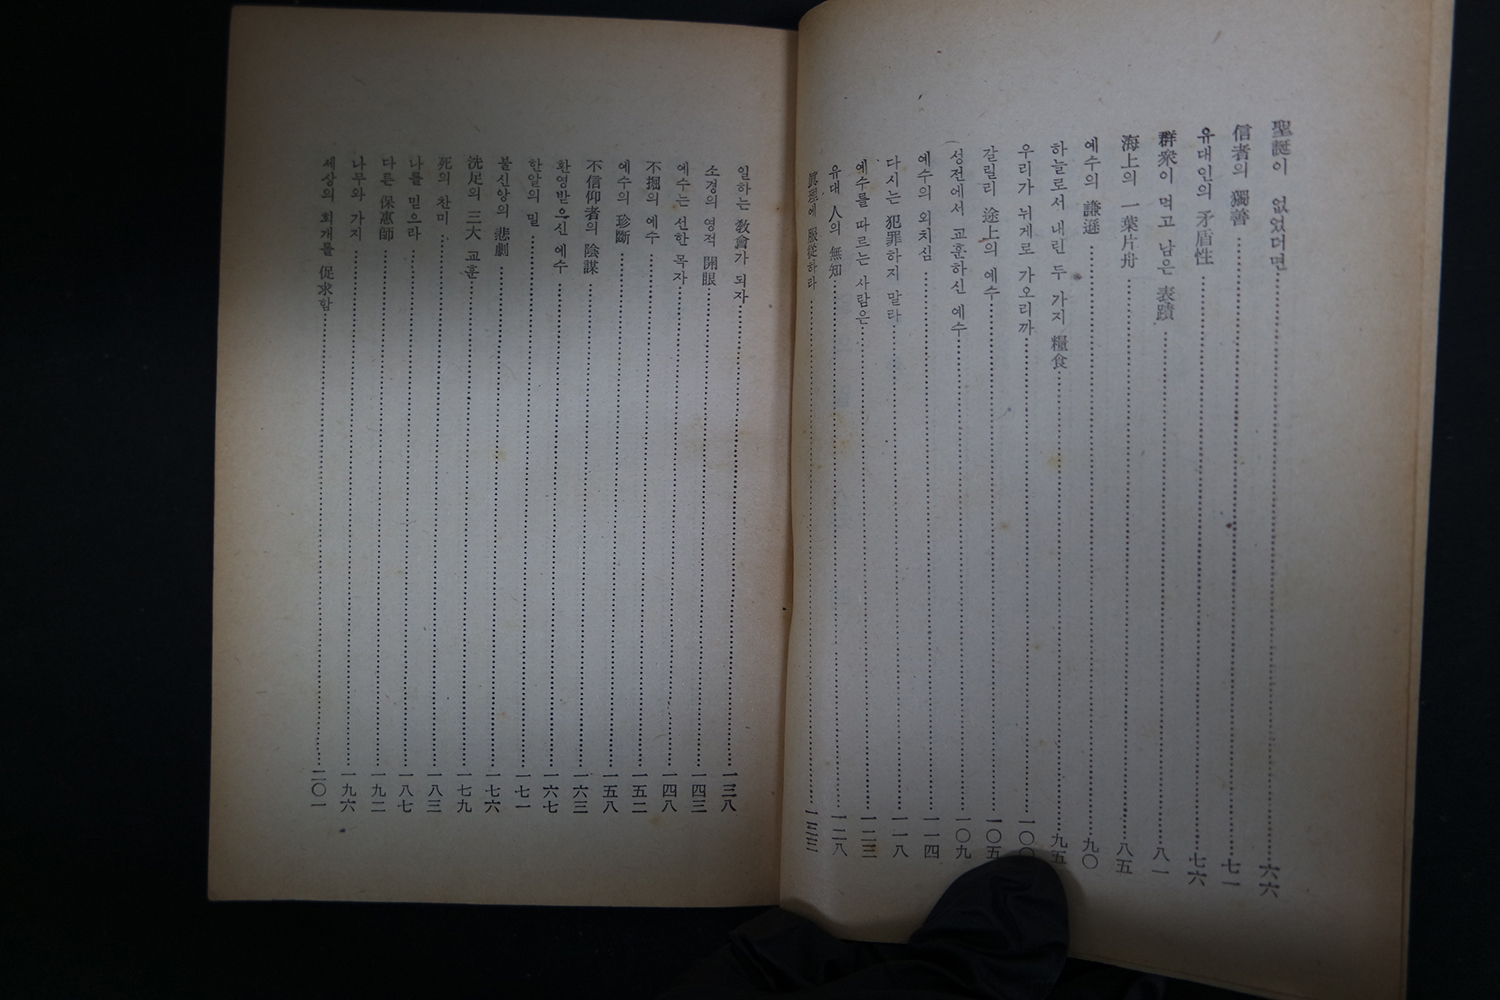 聖誕이 없었더면……六六
信者의 獨善……七一
유대인의 矛盾性……七六
群衆이 먹고 남은 表蹟……八一
海上의 一葉片舟……八五
예수의 謙遜……九〇
하늘로서 내린 두 가지 糧食……九五
우리가 뉘게로 가오리까……一〇〇
갈릴리 途上의 예수……一〇五
성전에서 교훈하신 예수……一〇九
예수의 외치심……一一四
다시는 犯罪하지 말라……一一八
예수를 따르는 사람은……一二三
유대 人의 無知……一二八
眞理에 服從하라……一三三
일하는 敎會가 되자……一三八
소경의 영적 開眼……一四三
예수는 선한 목자……一四八
不掘의 예수……一五二
예수의 珍斷……一五八
不信仰者의 陰謀……一六三
환영받으신 예수……一六七
한알의 밀……一七一
불신앙의 悲劇……一七六
洗足의 三大 교훈……一七九
死의 찬미……一八三
나를 믿으라……一八七
다른 保惠師……一九二
나무와 가지……一九六
세상의 회개를 促求함……二〇一